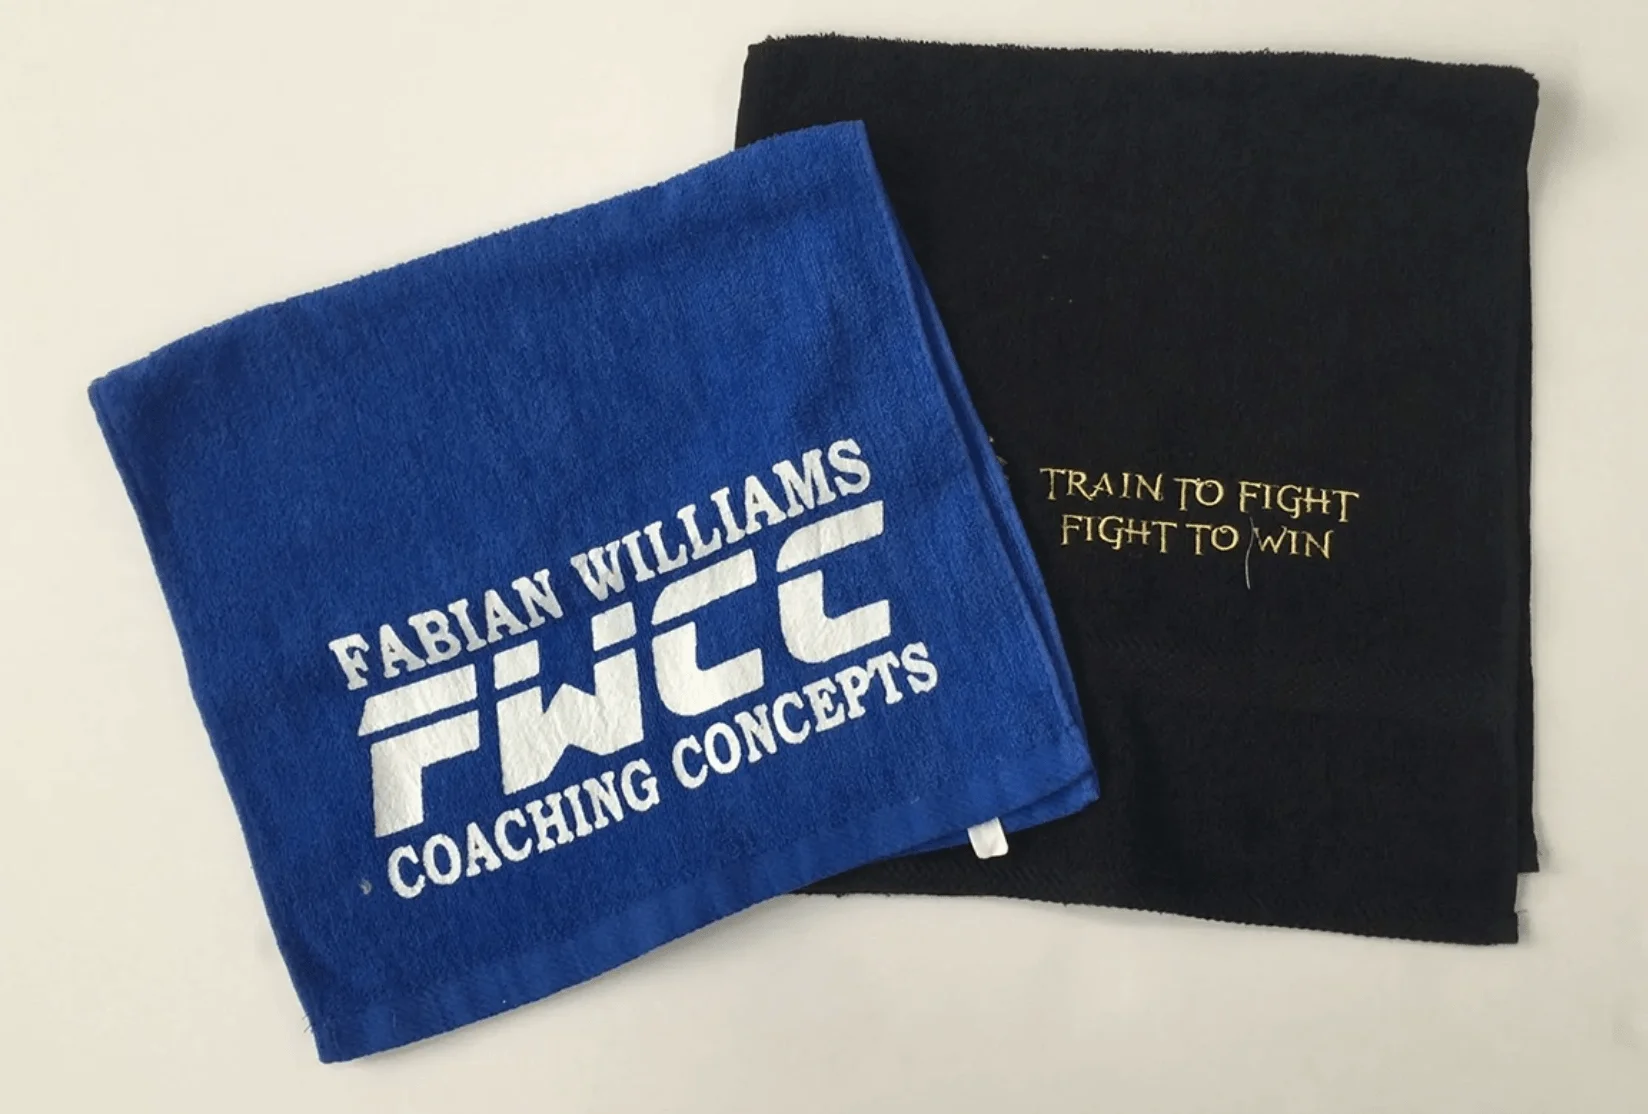 FABIAN WILLIAMS
FWCC
COACHING CONCEPTS
TRAIN TO FIGHT
FIGHT TO WIN